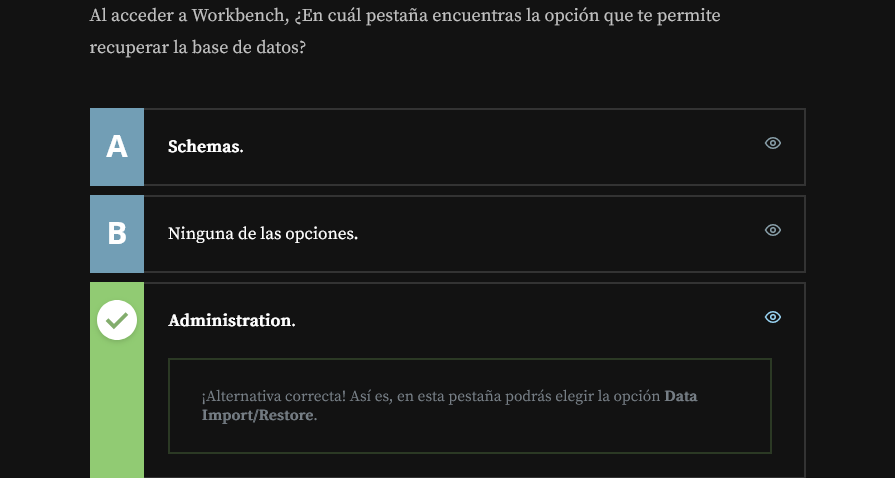 Al acceder a Workbench, ¿En cuál pestaña encuentras la opción que te permite
recuperar la base de datos?
A
Schemas.
B
Ninguna de las opciones.
Administration.
¡Alternativa correcta! Así es, en esta pestaña podrás elegir la opción Data
Import/Restore.